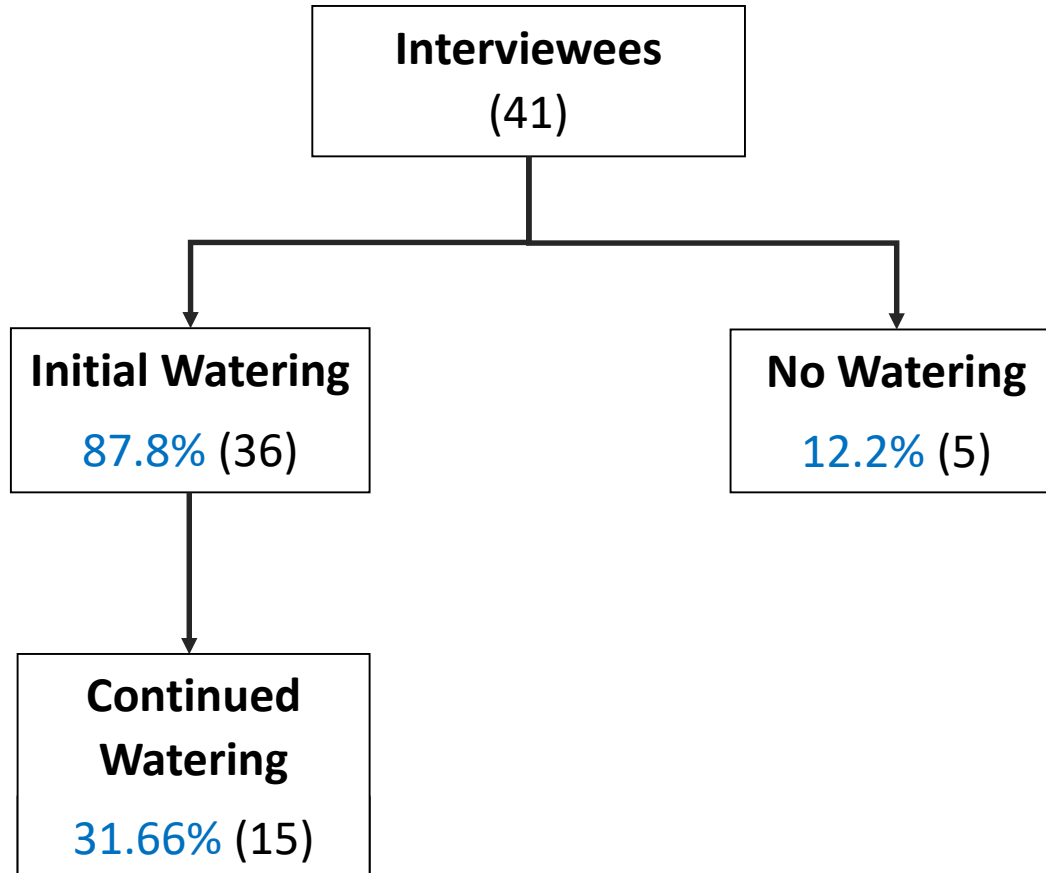 Interviewees
(41)
Initial Watering
87.8% (36)
No Watering
12.2% (5)
Continued
Watering
31.66% (15)